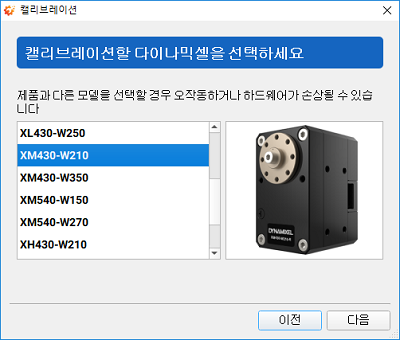 캘리브레이션
캘리브레이션할 다이나믹셀을 선택하세요
제품과 다른 모델을 선택할 경우 오작동하거나 하드웨어가 손상될 수 있습
니다
XL430-W250
XM430-W210
XM430-W350
XM540-W150
XM540-W270
XH430-W210
DYNAMIXEL
이전
다음